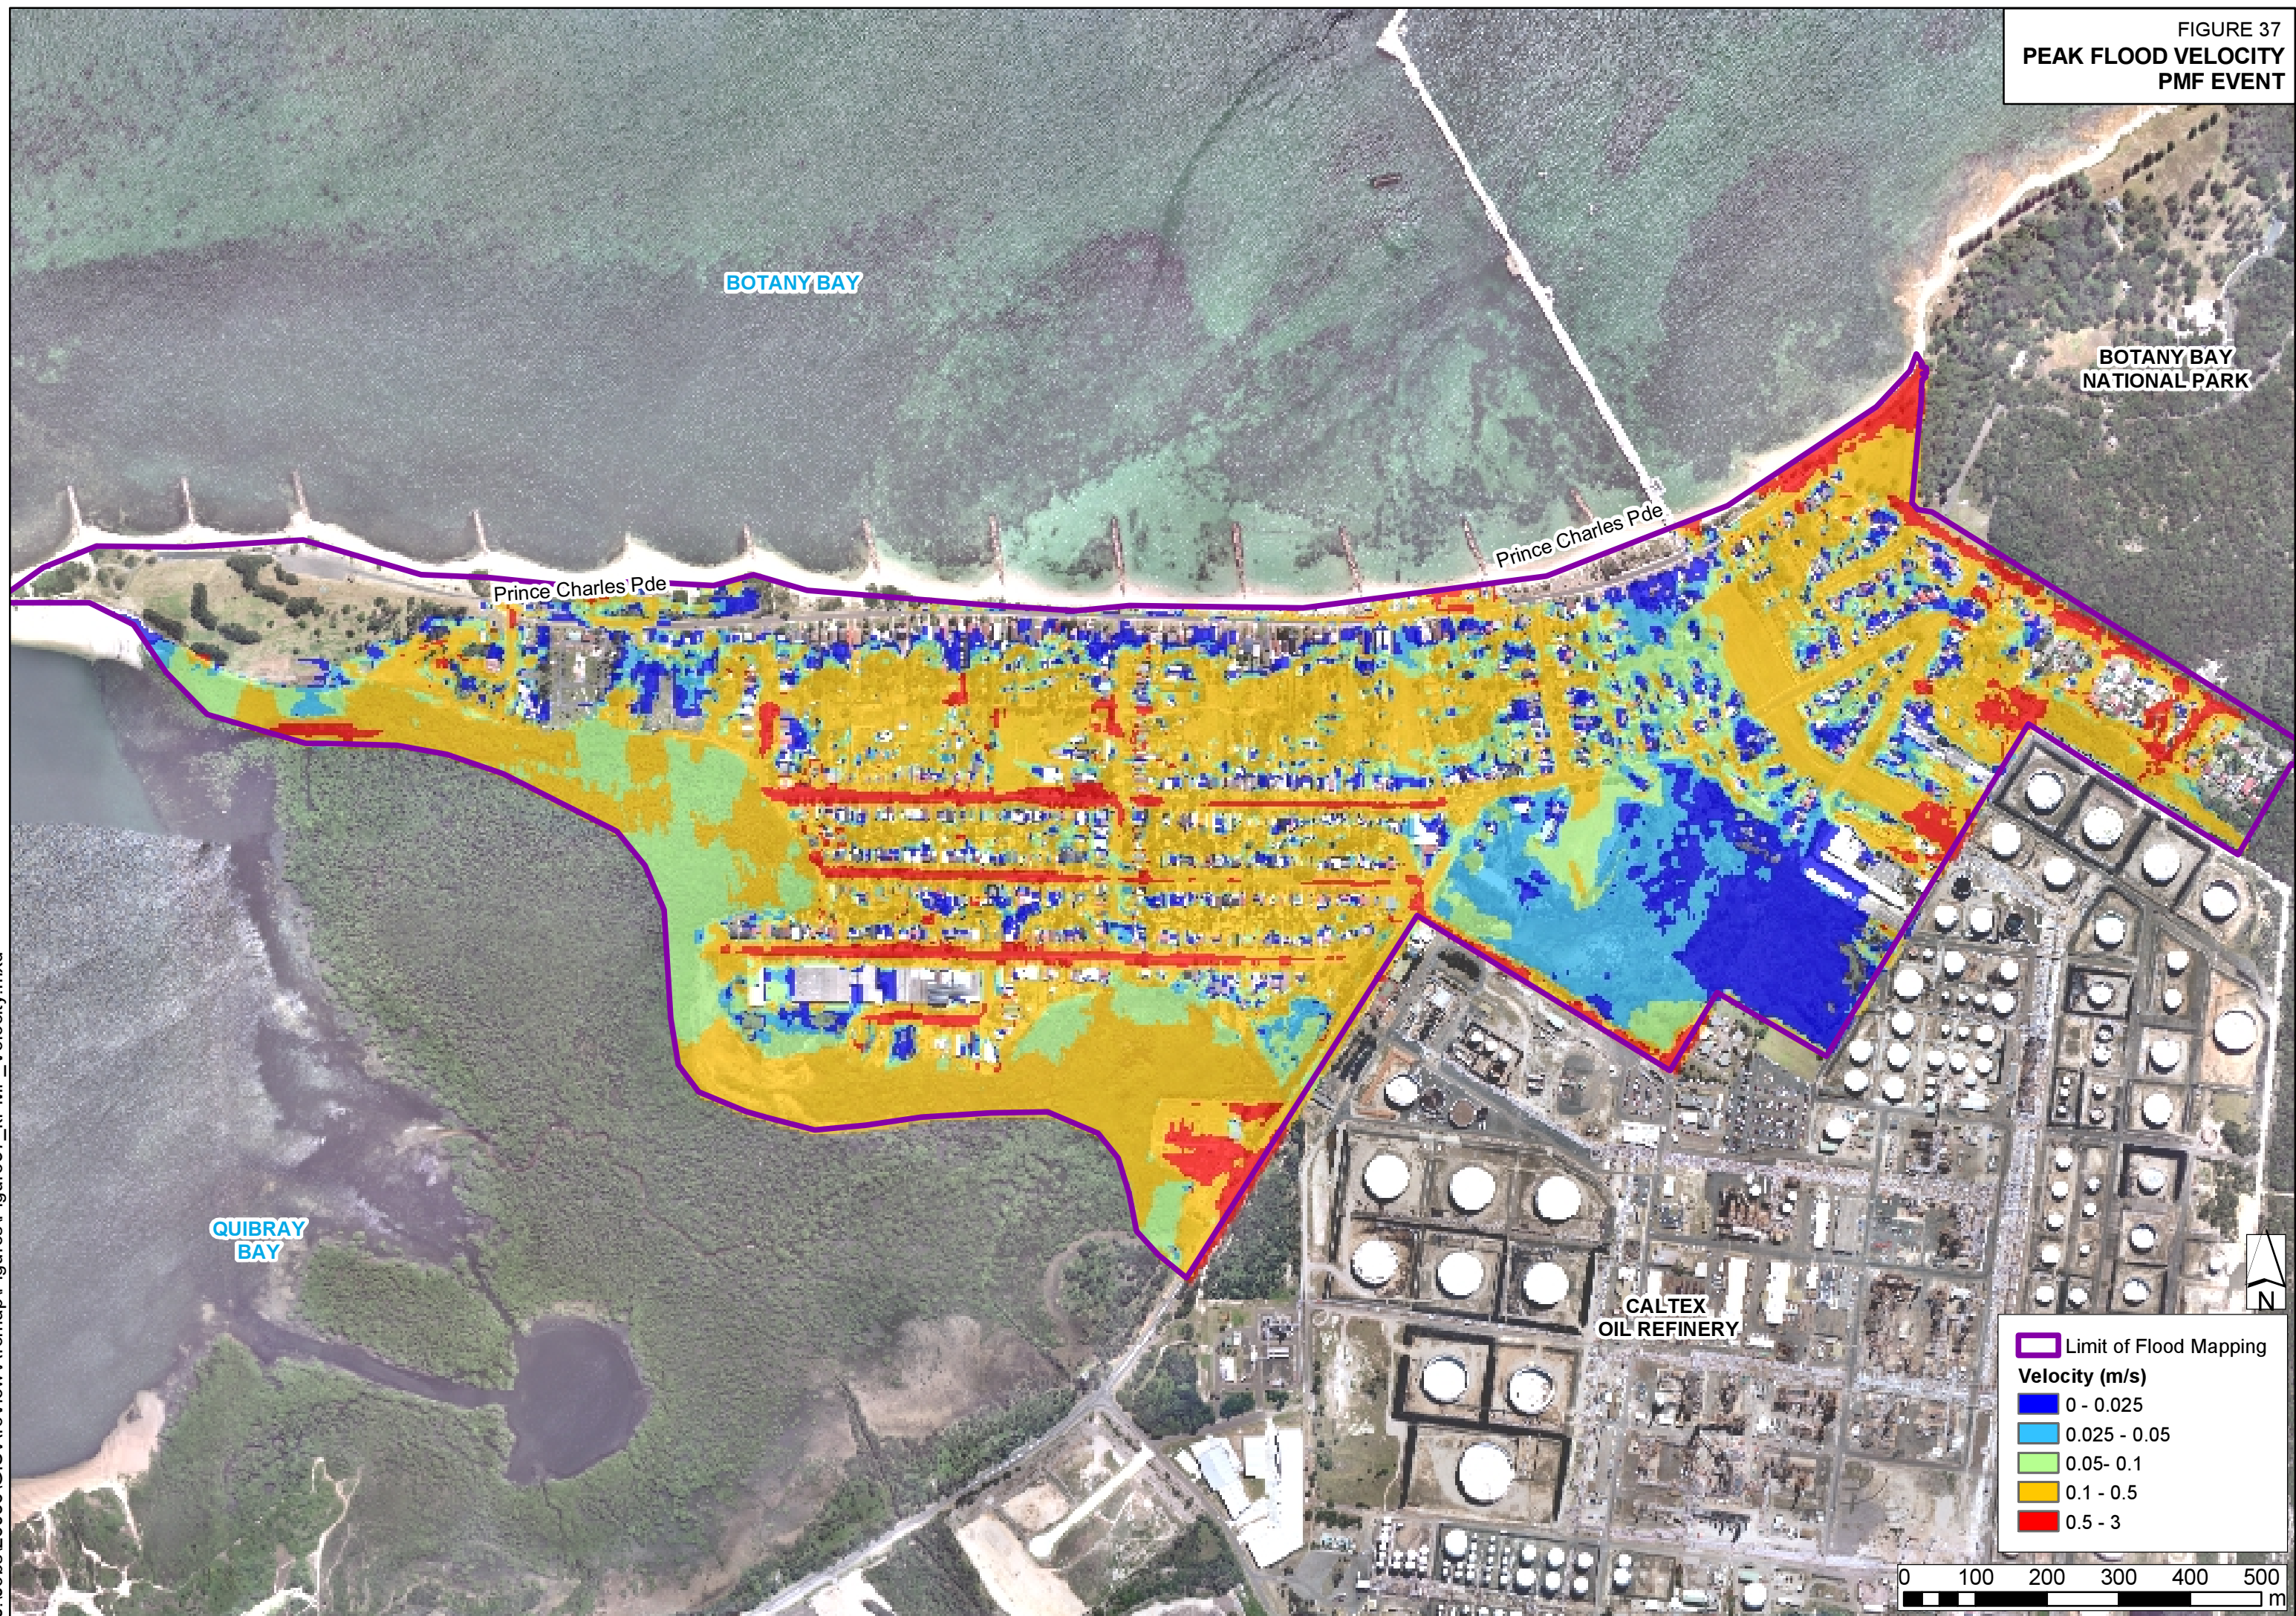 FIGURE 37
PEAK FLOOD VELOCITY
PMF EVENT
BOTANY BAY
BOTANY BAY
NATIONAL PARK
Prince Charles Pde
Prince Charles Pde
QUIBRAY
BAY
CALTEX
OIL REFINERY
N
Limit of Flood Mapping
Velocity (m/s)
0 - 0.025
0.025 - 0.05
0.05- 0.1
0.1 - 0.5
0.5 - 3
0 100 200 300 400 500
m